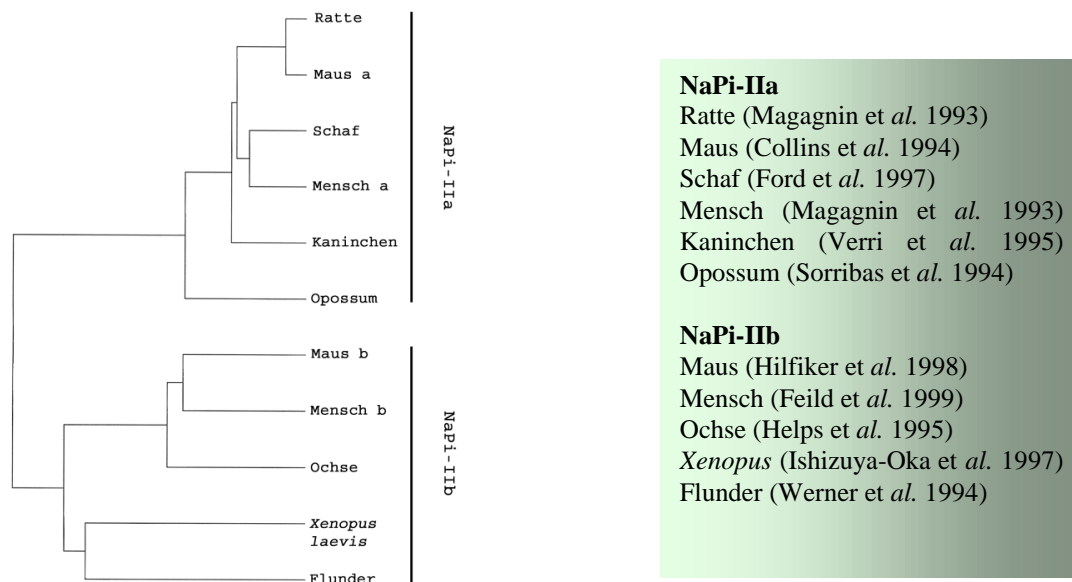 Ratte
Maus a
Schaf
Mensch a
Kaninchen
Opossum
NaPi-IIa
Maus b
Mensch b
Ochse
Xenopus
laevis
Flunder
NaPi-IIb
NaPi-IIa
Ratte (Magagnin et al. 1993)
Maus (Collins et al. 1994)
Schaf (Ford et al. 1997)
Mensch (Magagnin et al. 1993)
Kaninchen (Verri et al. 1995)
Opossum (Sorribas et al. 1994)
NaPi-IIb
Maus (Hilfiker et al. 1998)
Mensch (Feild et al. 1999)
Ochse (Helps et al. 1995)
Xenopus (Ishizuya-Oka et al. 1997)
Flunder (Werner et al. 1994)